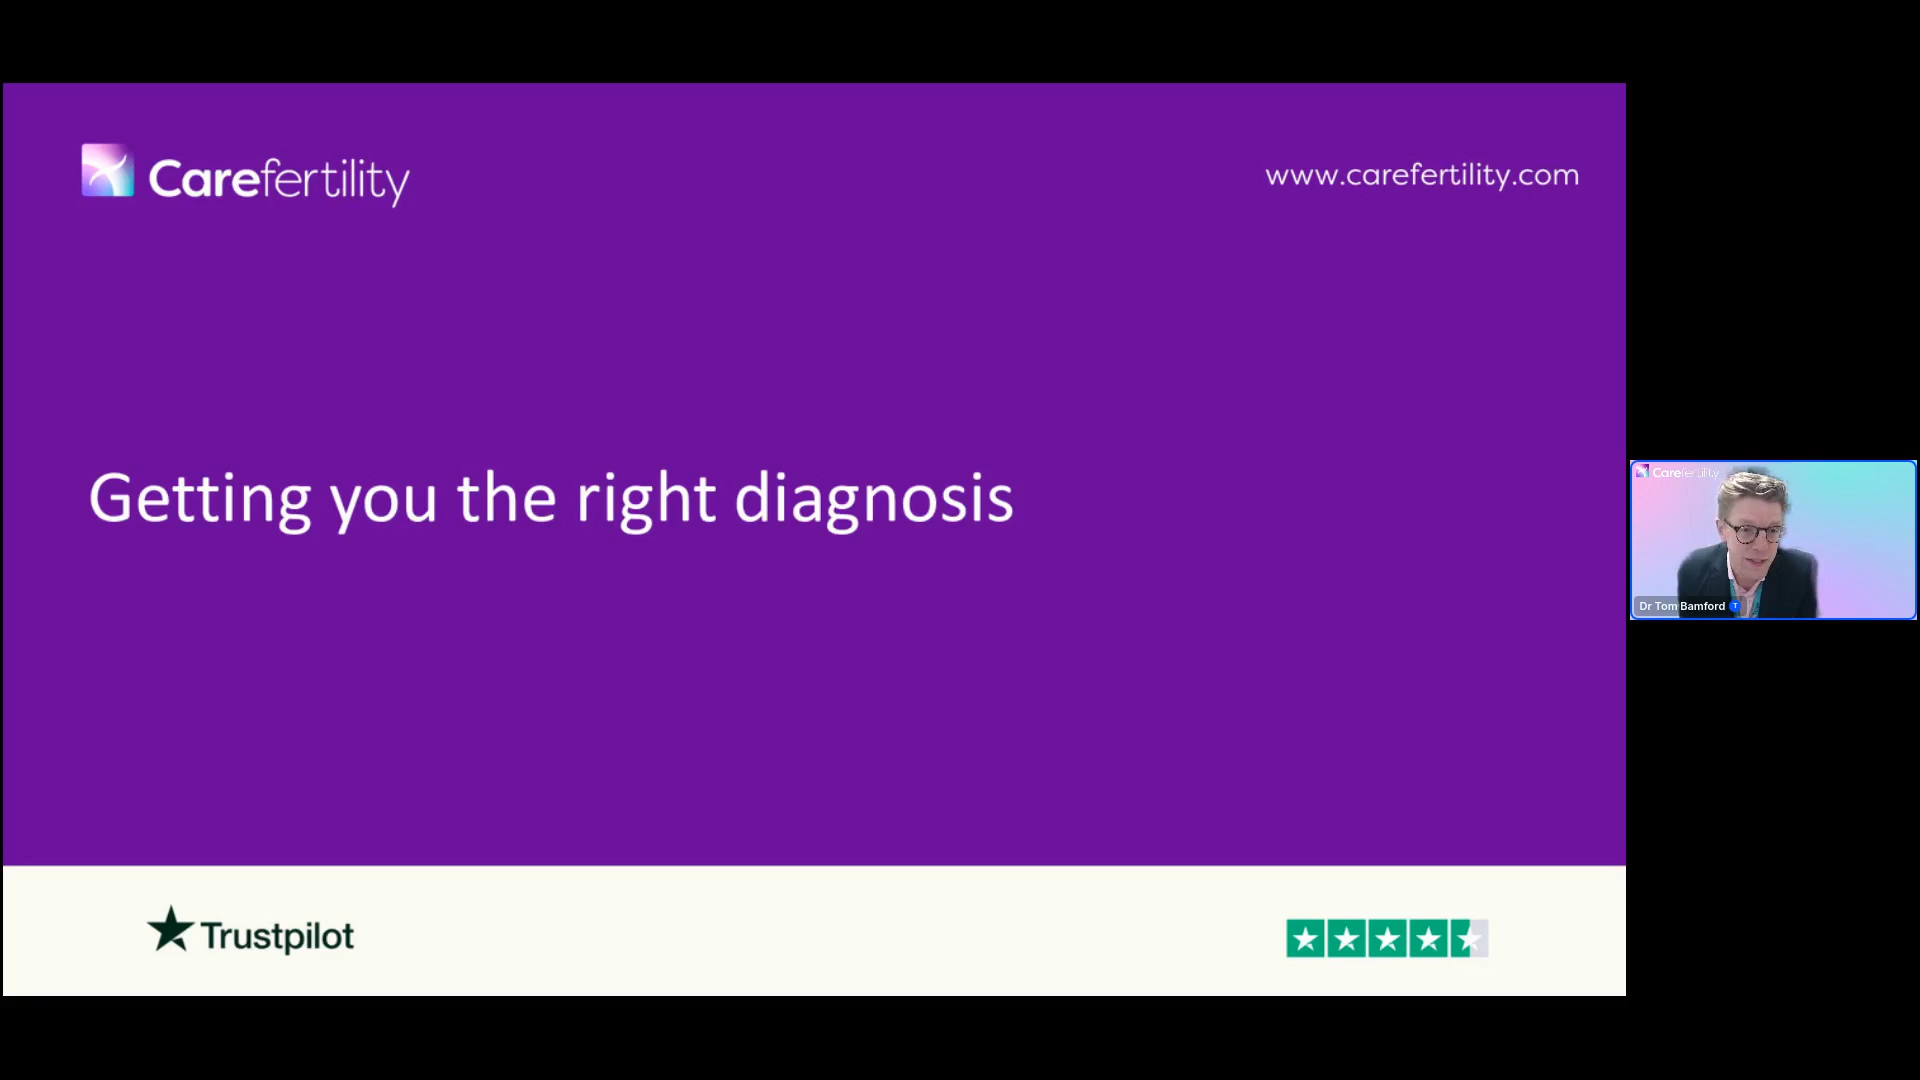 Carefertility
www.carefertility.com
Getting you the right diagnosis
Trustpilot
Carefertility
Dr Tom Bamford T